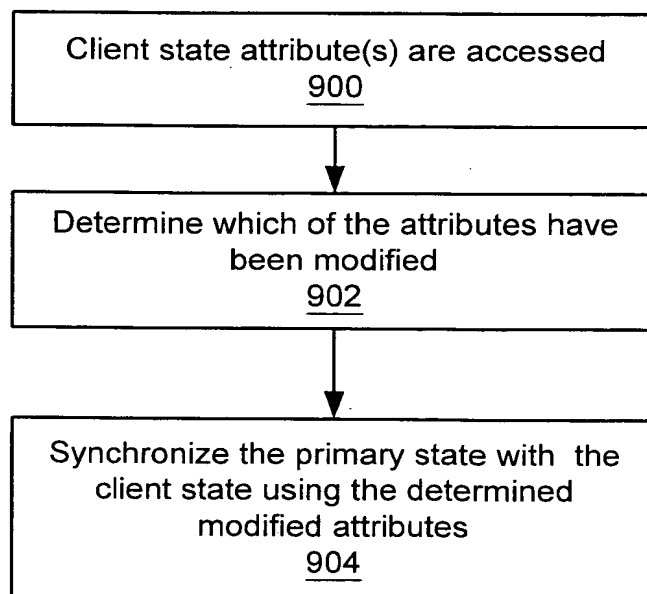 Client state attribute(s) are accessed
900
Determine which of the attributes have
been modified
902
Synchronize the primary state with the
client state using the determined
modified attributes
904